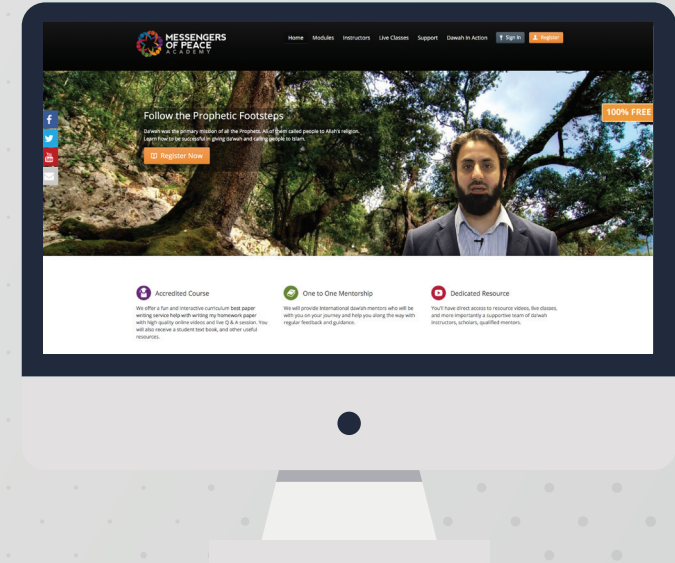 MESSENGERS
OF PEACE
ACADEMY
Home Modules Instructors Live Classes Support Dawah In Action Sign In Register
100% FREE
Follow the Prophetic Footsteps
Da'wah was the primary mission of all the Prophets. All of them called people to Allah's religion.
Learn how to be successful in giving da'wah and calling people to Islam.
Register Now
Accredited Course
We offer a fun and interactive curriculum best paper
writing service help with writing my homework paper
with high quality online videos and live Q & A session. You
will also receive a student text book, and other useful
resources.
One to One Mentorship
We will provide international da'wah mentors who will be
with you on your journey and help you along the way with
regular feedback and guidance.
Dedicated Resource
You'll have direct access to resource videos, live classes,
and more importantly a supportive team of da'wah
instructors, scholars, qualified mentors.